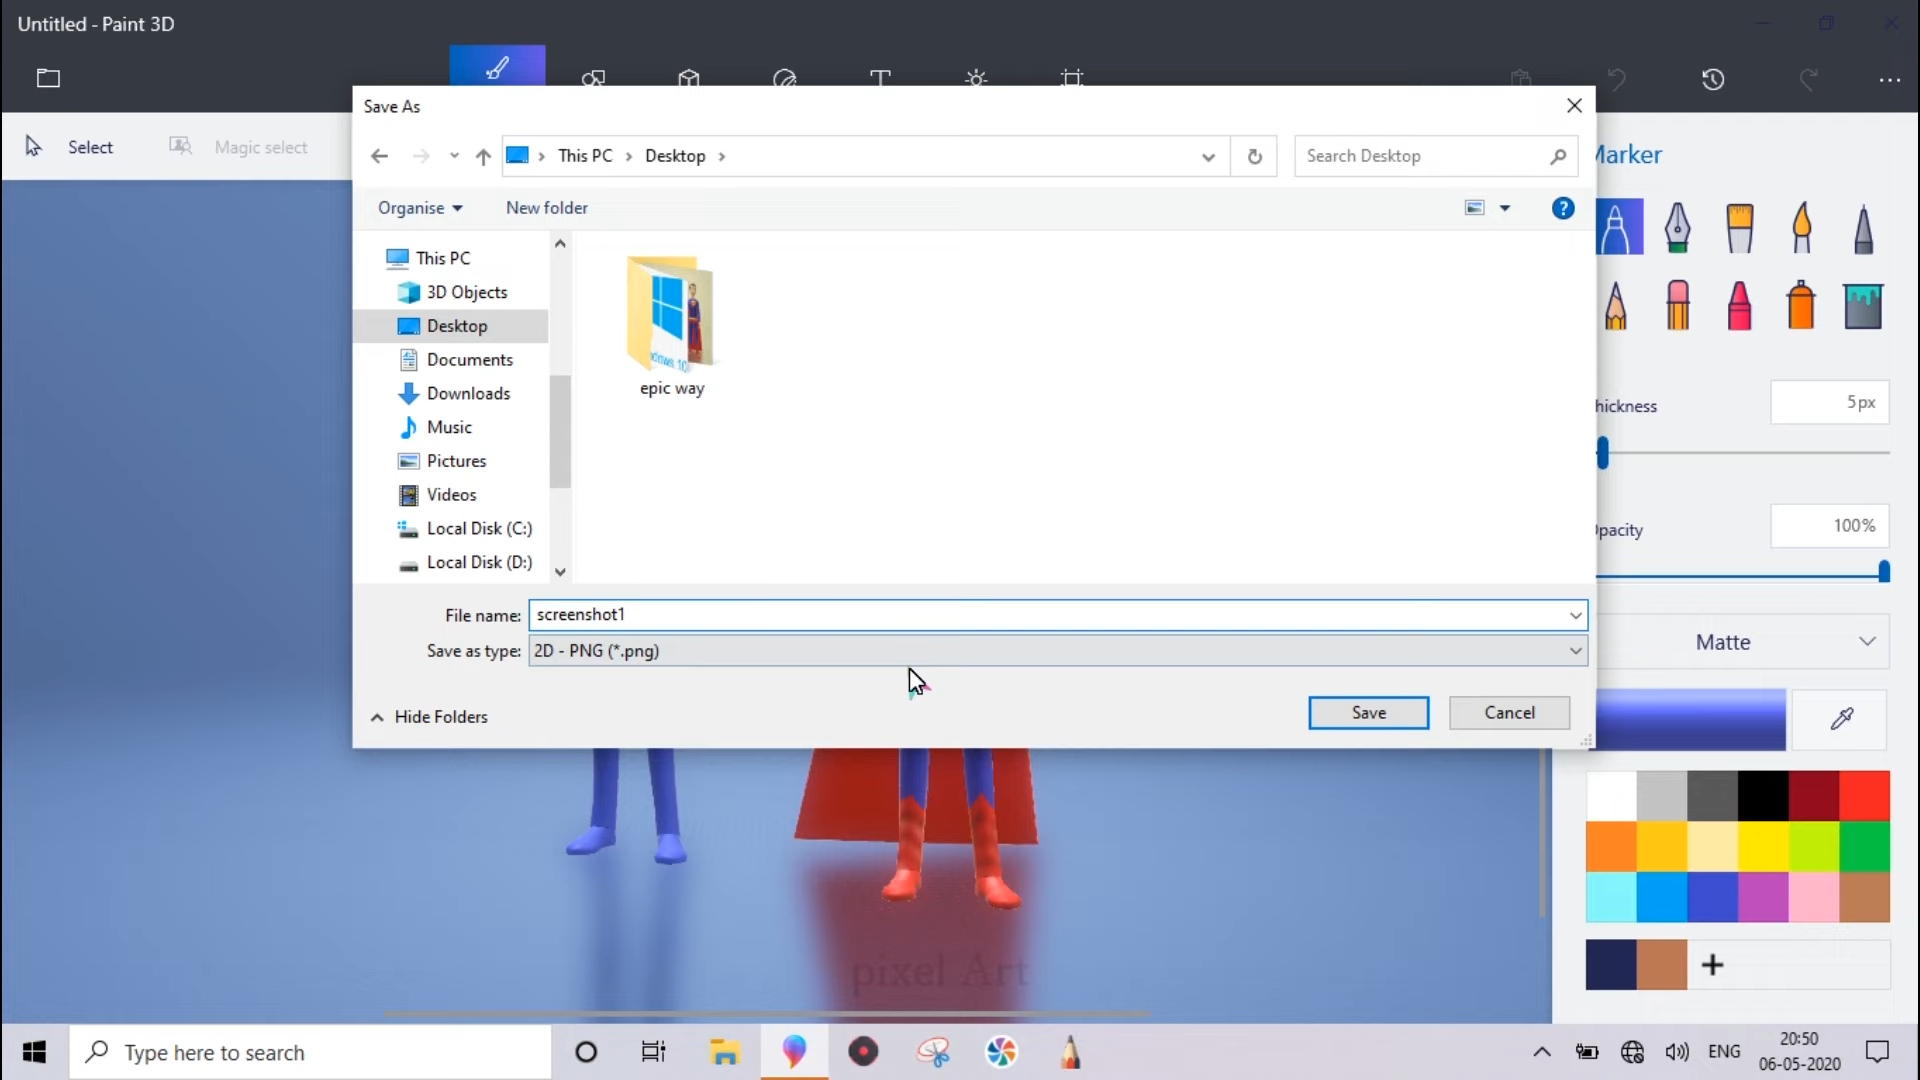 Untitled - Paint 3D
Select
Magic select
Save As
This PC
Desktop
Search Desktop
Organise
New folder
This PC
3D Objects
Desktop
Documents
Downloads
Music
Pictures
Videos
Local Disk (C:)
Local Disk (D:)
epic way
File name: screenshot1
Save as type: 2D - PNG (*.png)
Hide Folders
Save
Cancel
Marker
hickness
5px
pacity
100%
Matte
pixel Art
Type here to search
ENG
20:50
06-05-2020